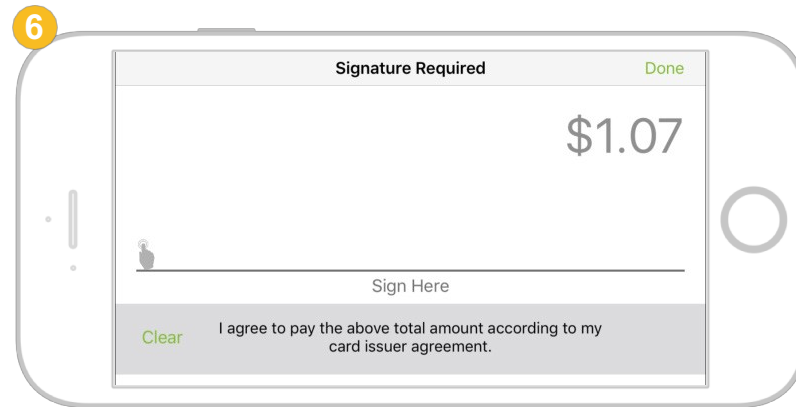 6
Signature Required
Done
$1.07
Sign Here
Clear
I agree to pay the above total amount according to my
card issuer agreement.